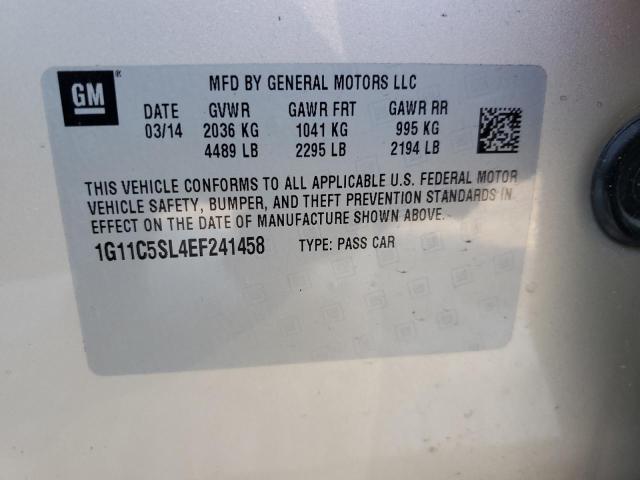 GM ®
MFD BY GENERAL MOTORS LLC
DATE GVWR GAWR FRT GAWR RR
03/14 2036 KG 1041 KG 995 KG
4489 LB 2295 LB 2194 LB
THIS VEHICLE CONFORMS TO ALL APPLICABLE U.S. FEDERAL MOTOR
VEHICLE SAFETY, BUMPER, AND THEFT PREVENTION STANDARDS IN
EFFECT ON THE DATE OF MANUFACTURE SHOWN ABOVE.
1G11C5SL4EF241458 TYPE: PASS CAR